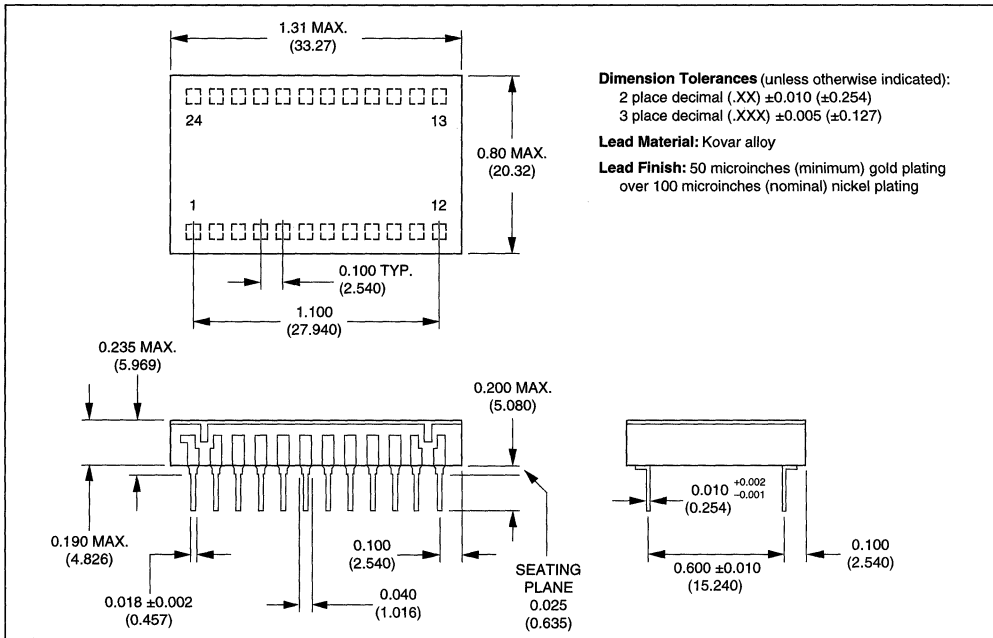 1.31 MAX.
(33.27)
24
13
0.80 MAX.
(20.32)
1
12
0.100 TYP.
(2.540)
1.100
(27.940)
Dimension Tolerances (unless otherwise indicated):
2 place decimal (.XX) ±0.010 (±0.254)
3 place decimal (.XXX) ±0.005 (±0.127)
Lead Material: Kovar alloy
Lead Finish: 50 microinches (minimum) gold plating
over 100 microinches (nominal) nickel plating
0.235 MAX.
(5.969)
0.200 MAX.
(5.080)
0.190 MAX.
(4.826)
0.018 ±0.002
(0.457)
0.040
(1.016)
0.100
(2.540)
SEATING
PLANE
0.025
(0.635)
0.010 +0.002
−0.001
(0.254)
0.600 ±0.010
(15.240)
0.100
(2.540)